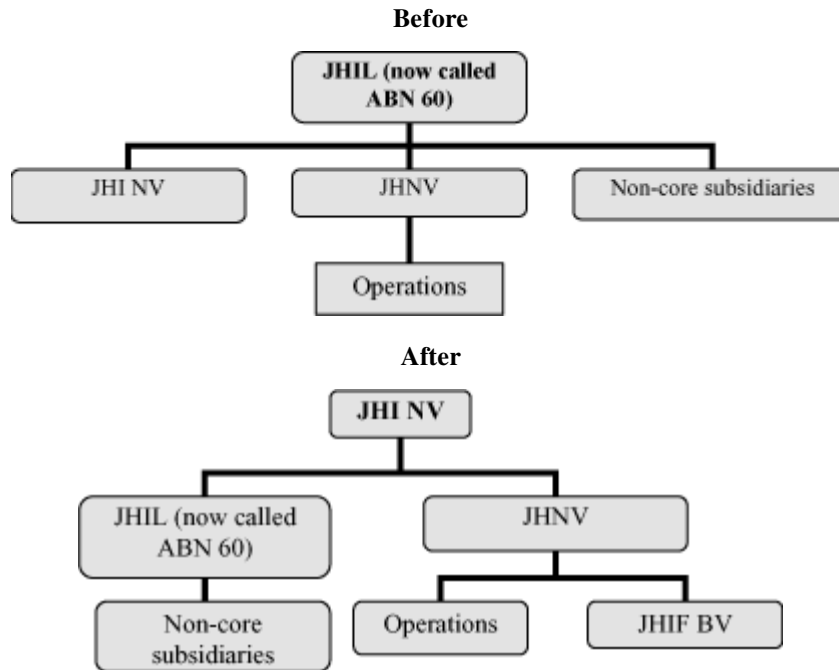 Before
JHIL (now called
ABN 60)
JHI NV
JHNV
Non-core subsidiaries
Operations
After
JHI NV
JHIL (now called
ABN 60)
JHNV
Non-core
subsidiaries
Operations
JHIF BV